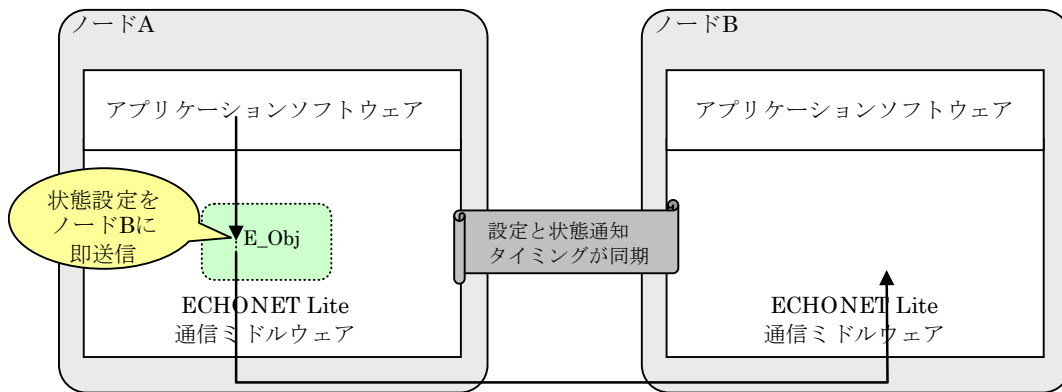 ノードA
ノードB
アプリケーションソフトウェア
アプリケーションソフトウェア
状態設定を
ノードBに
即送信
E_Obj
設定と状態通知
タイミングが同期
ECHONET Lite
通信ミドルウェア
ECHONET Lite
通信ミドルウェア